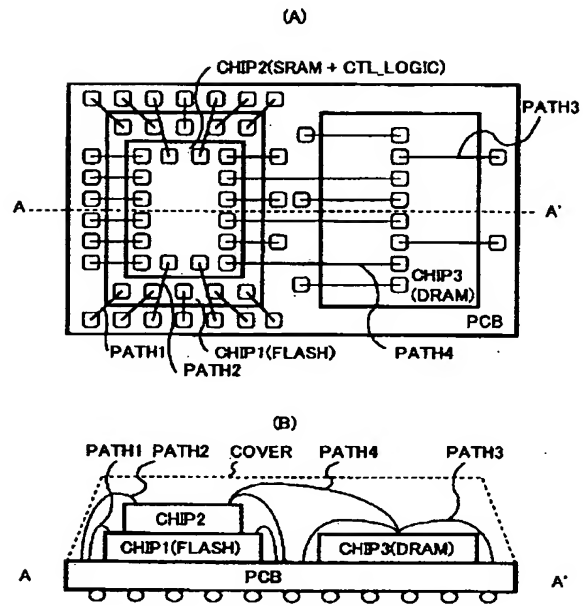 (A)
CHIP2(SRAM + CTL_LOGIC)
PATH3
A
A'
CHIP3
(DRAM)
PCB
PATH1
PATH2
CHIP1(FLASH)
PATH4
(B)
PATH1
PATH2
COVER
PATH4
PATH3
CHIP2
CHIP1(FLASH)
CHIP3(DRAM)
A
PCB
A'